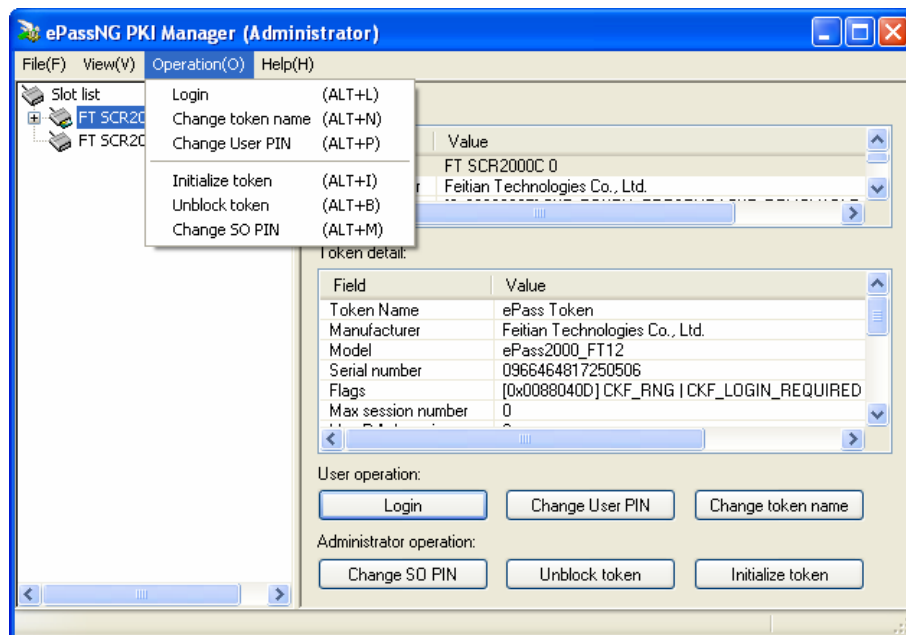 ePassNG PKI Manager (Administrator)
File(F) View(V) Operation(O) Help(H)
Slot list
FT SCR20
FT SCR20
Login (ALT+L)
Change token name (ALT+N)
Change User PIN (ALT+P)
Initialize token (ALT+I)
Unblock token (ALT+B)
Change SO PIN (ALT+M)
Value
FT SCR2000C 0
Feitian Technologies Co., Ltd.
Token detail:
Field Value
Token Name ePass Token
Manufacturer Feitian Technologies Co., Ltd.
Model ePass2000_FT12
Serial number 0966464817250506
Flags [0x0088040D] CKF_RNG | CKF_LOGIN_REQUIRED
Max session number 0
User operation:
Login Change User PIN Change token name
Administrator operation:
Change SO PIN Unblock token Initialize token